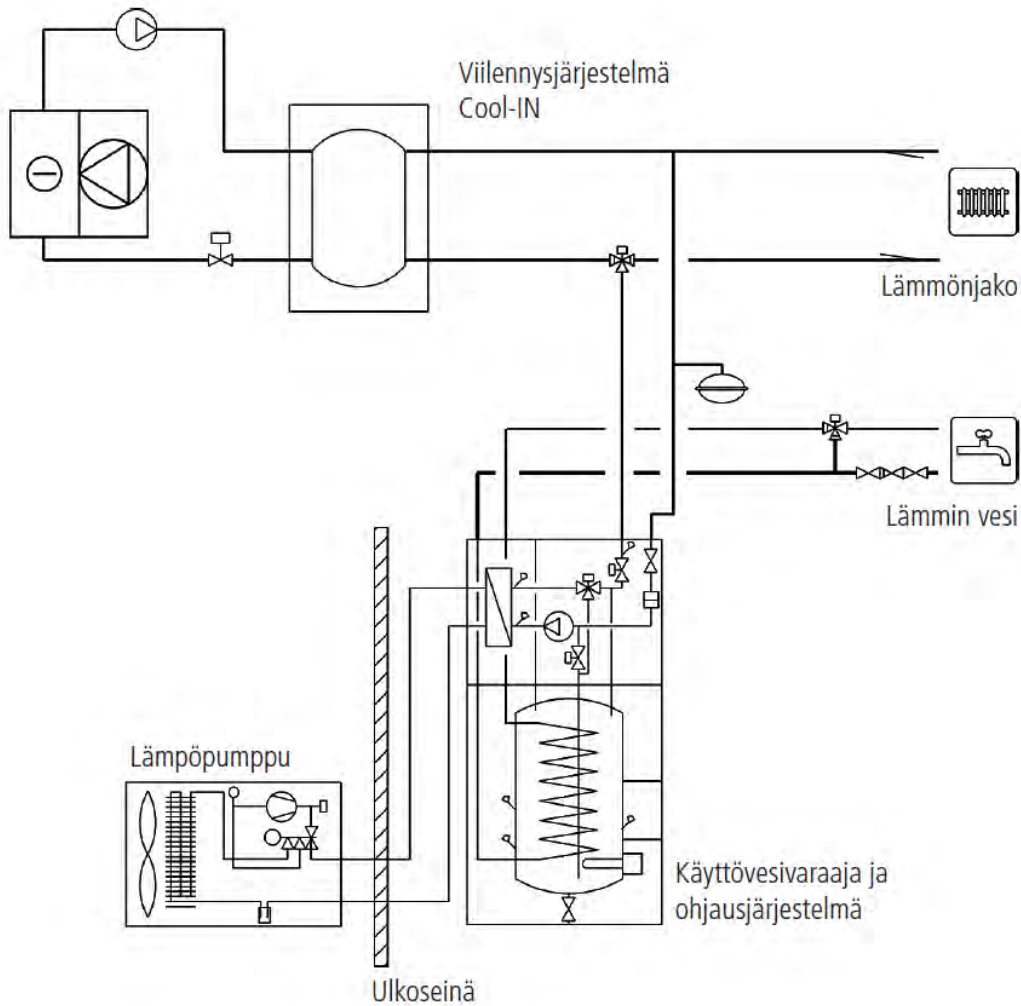 Viilennysjärjestelmä
Cool-IN
Lämmönjako
Lämmin vesi
Lämpöpumppu
Käyttövesivaraaja ja
ohjausjärjestelmä
Ulkoseinä